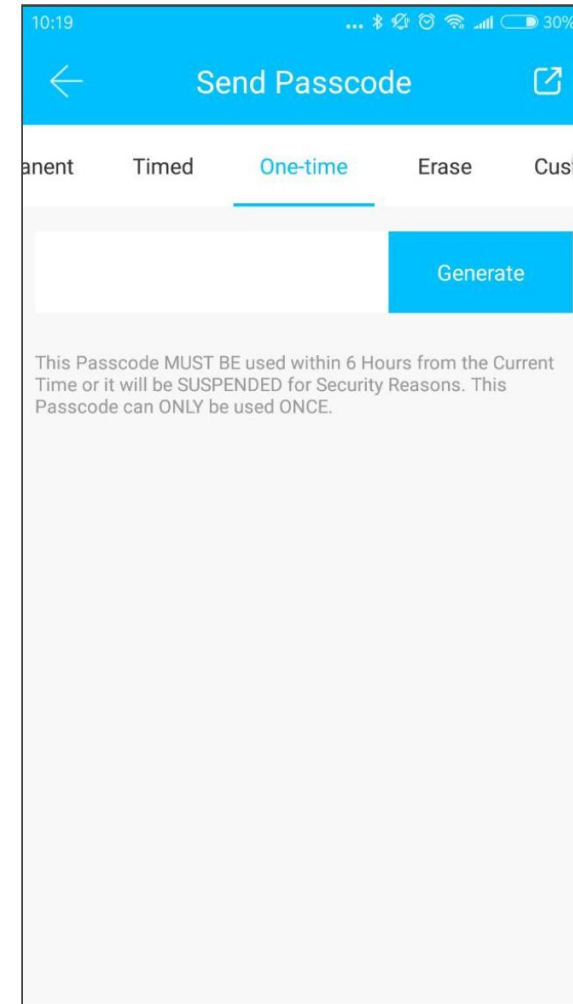 10:19 ... 30%
Send Passcode
anent Timed One-time Erase Cus
Generate
This Passcode MUST BE used within 6 Hours from the Current
Time or it will be SUSPENDED for Security Reasons. This
Passcode can ONLY be used ONCE.